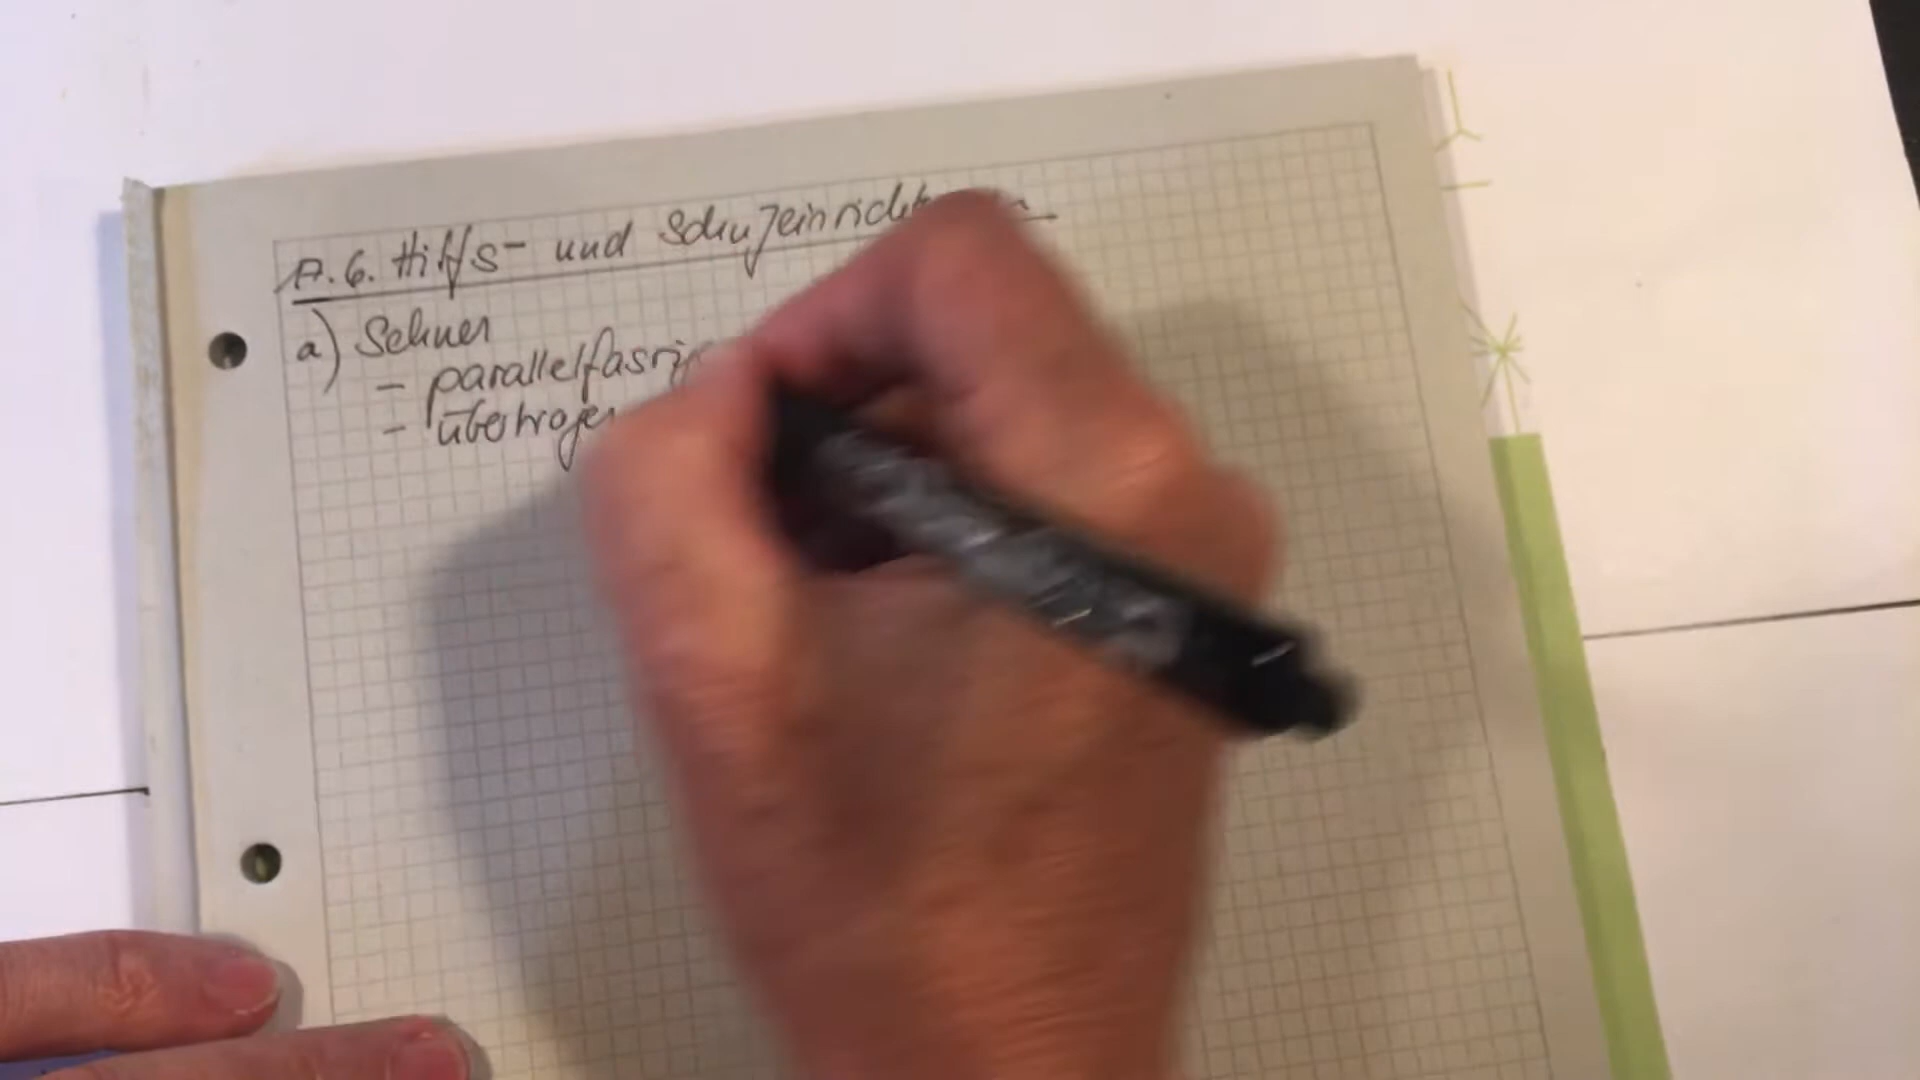 A.6. Hilfs- und Schutzeinricht
a) Sehnen
- parallelfasrig
- übertragen